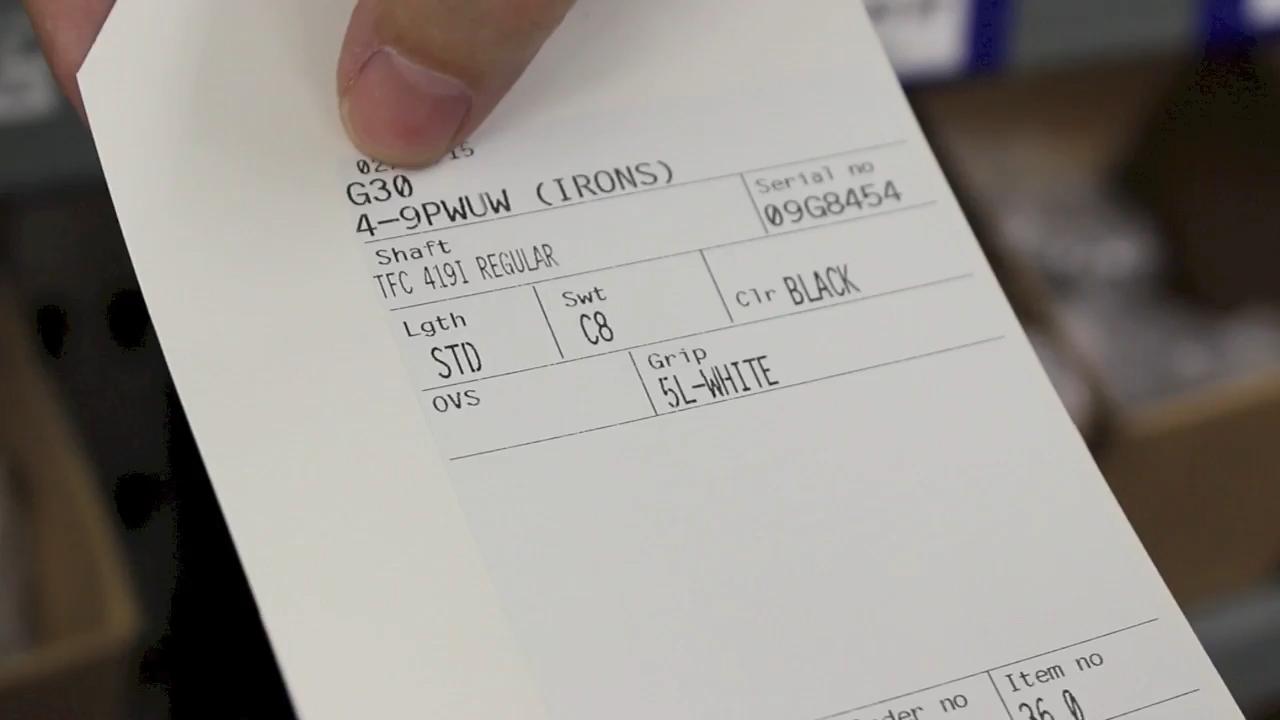 G30
4-9PWUW (IRONS)
Serial no
09G8454
Shaft
TFC 419I REGULAR
Lgth
STD
Swt
C8
Clr BLACK
OVS
Grip
5L-WHITE
no
Item no